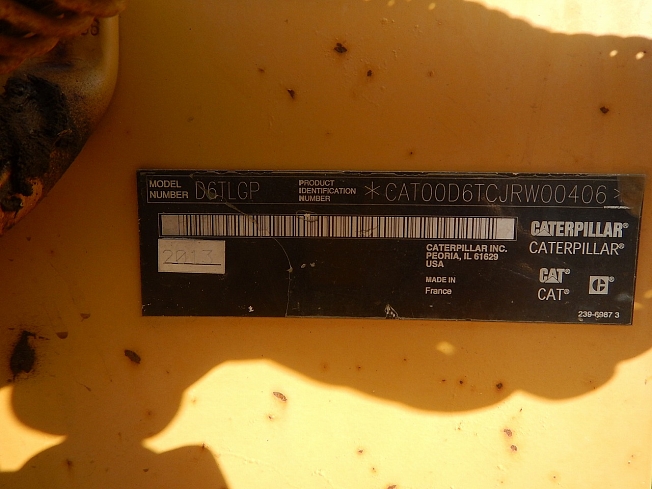 MODEL NUMBER D6TLGP
PRODUCT IDENTIFICATION NUMBER *CAT00D6TCJRW00406*
2013
CATERPILLAR INC.
PEORIA, IL 61629
USA
MADE IN
France
CATERPILLAR®
CATERPILLAR®
CAT® C®
CAT®
239-6987 3